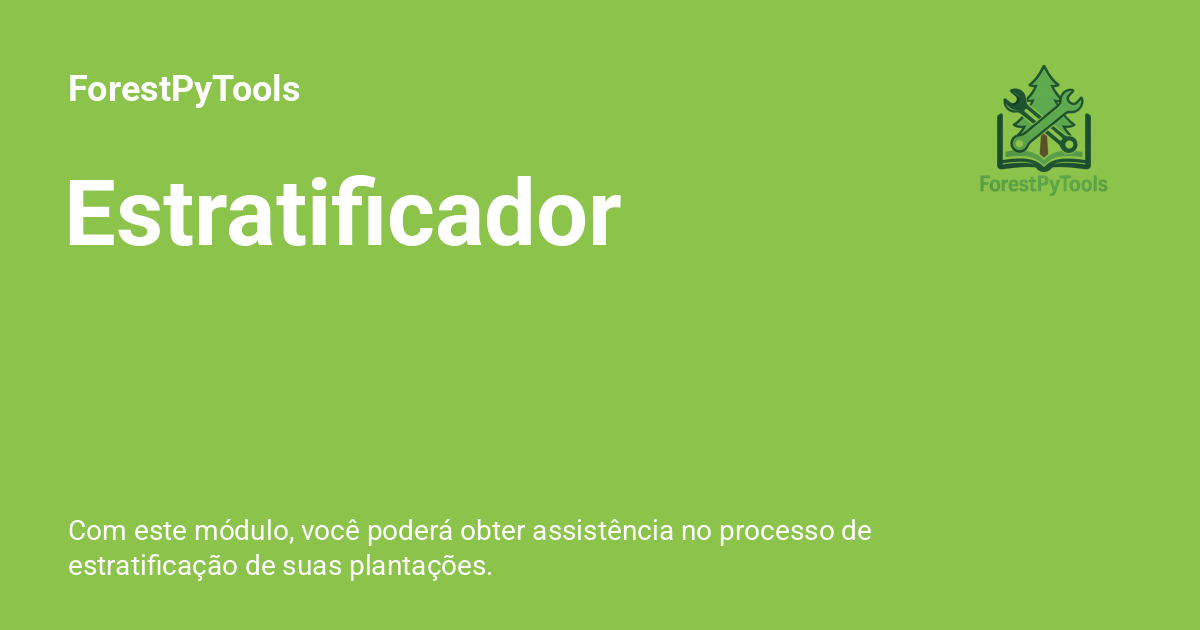 ForestPyTools
ForestPyTools
Estratificador
Com este módulo, você poderá obter assistência no processo de
estratificação de suas plantações.